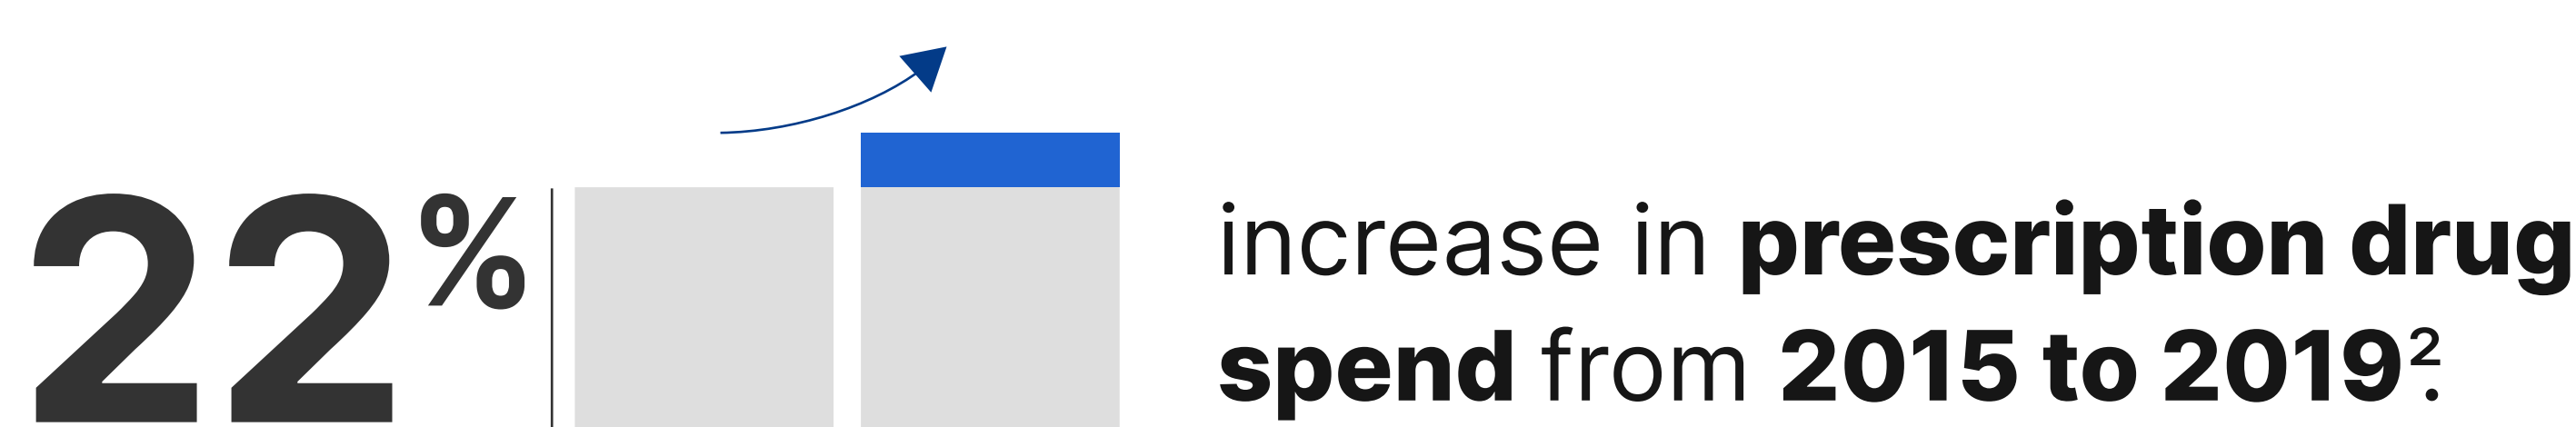 22%
increase in prescription drug
spend from 2015 to 2019².